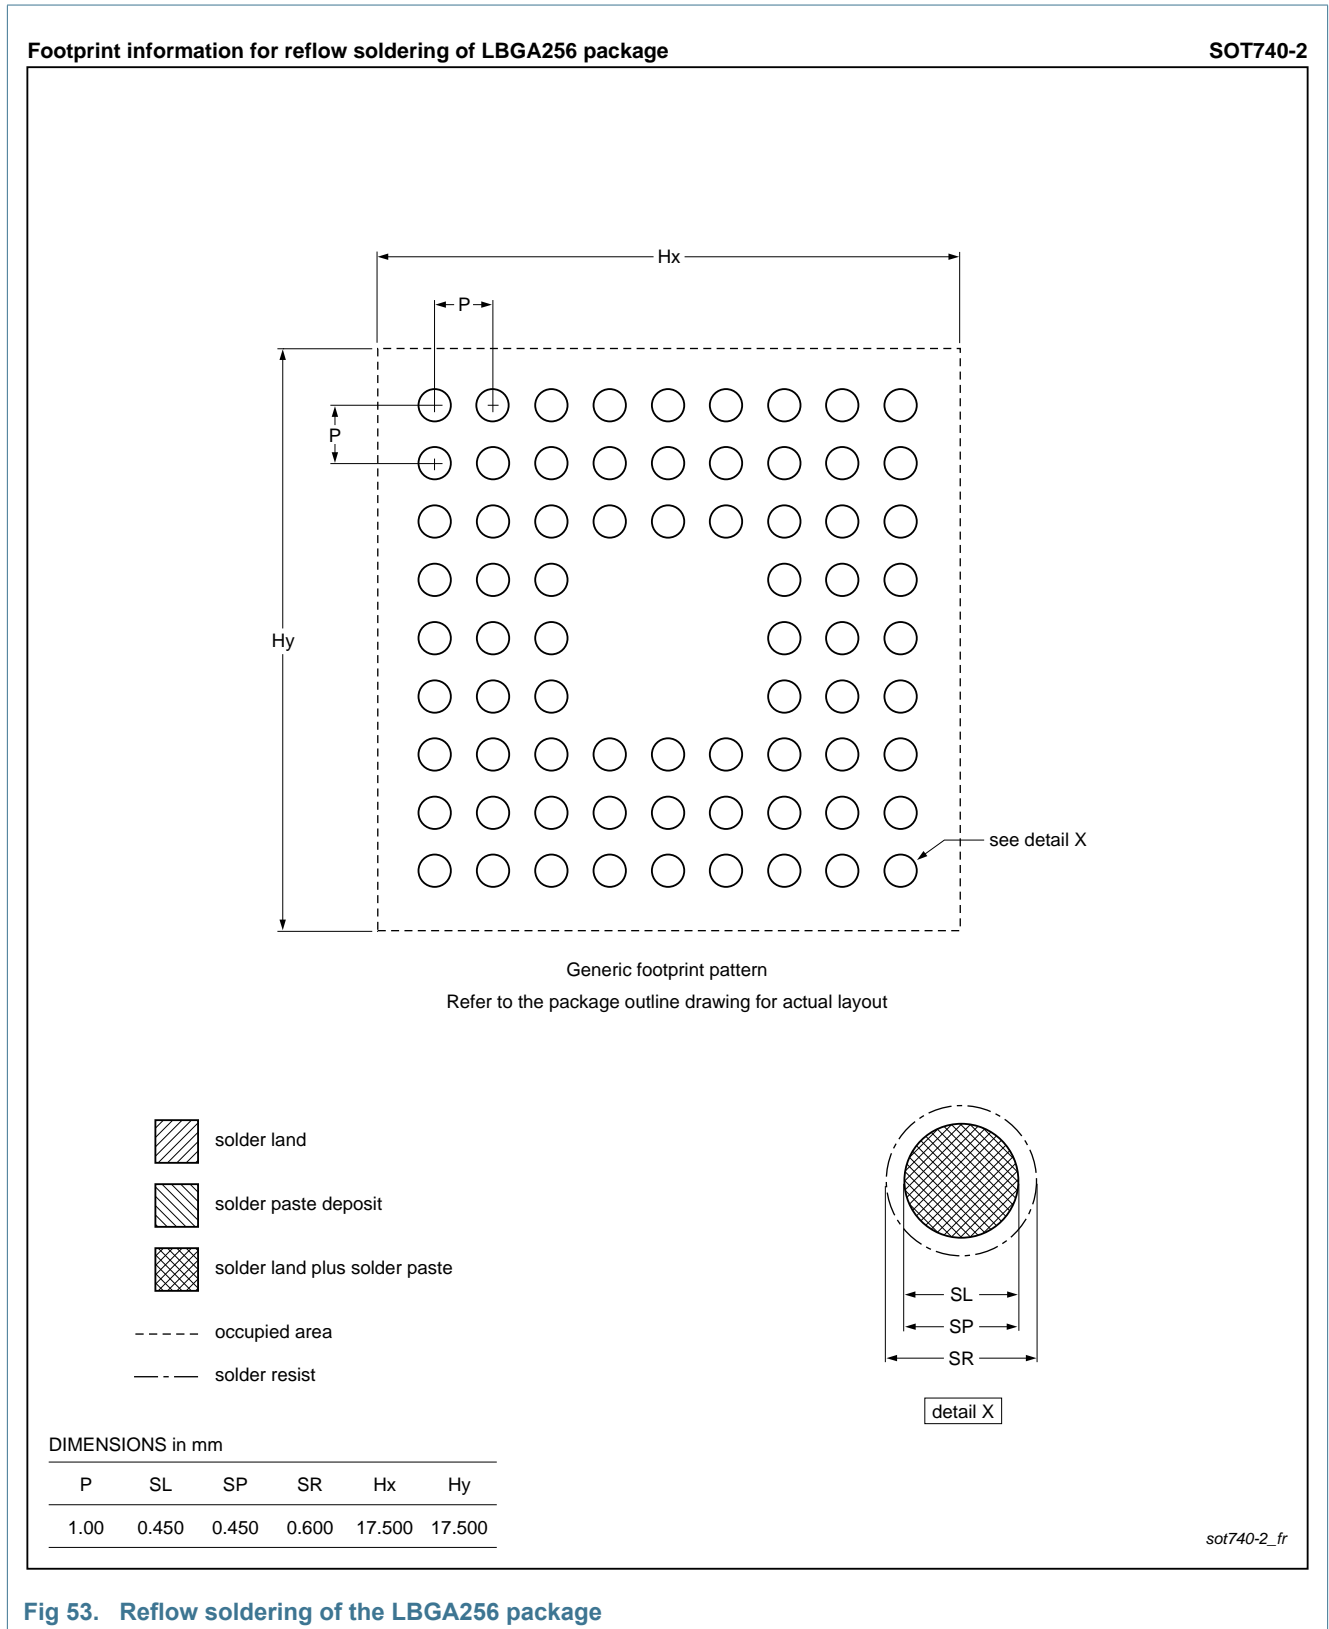 Footprint information for reflow soldering of LBGA256 package SOT740-2
Hx
P
P
Hy
see detail X
Generic footprint pattern
Refer to the package outline drawing for actual layout
solder land
solder paste deposit
solder land plus solder paste
occupied area
solder resist
SL
SP
SR
detail X
DIMENSIONS in mm
P SL SP SR Hx Hy
1.00 0.450 0.450 0.600 17.500 17.500
sot740-2_fr
Fig 53. Reflow soldering of the LBGA256 package